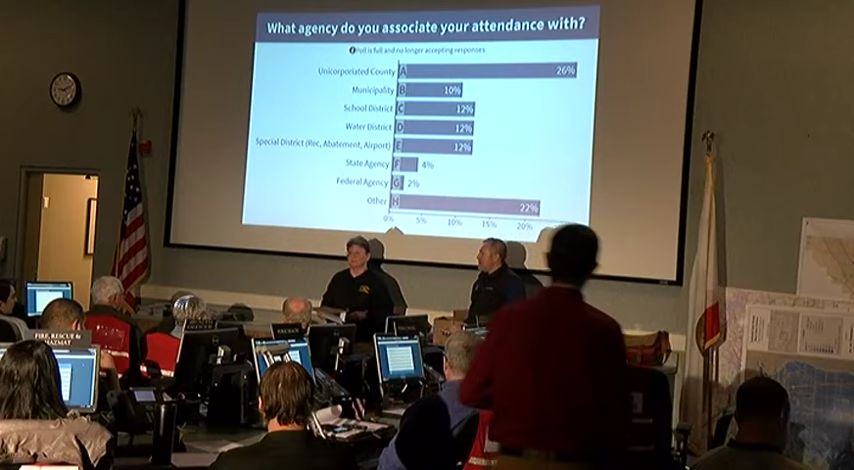 What agency do you associate your attendance with?
Poll is full and no longer accepting responses
Unicorporiated County A 26%
Municipality B 10%
School District C 12%
Water District D 12%
Special District (Rec, Abatement, Airport) E 12%
State Agency F 4%
Federal Agency G 2%
Other H 22%
0% 5% 10% 15% 20%
FIRE, RESCUE &
HAZMAT